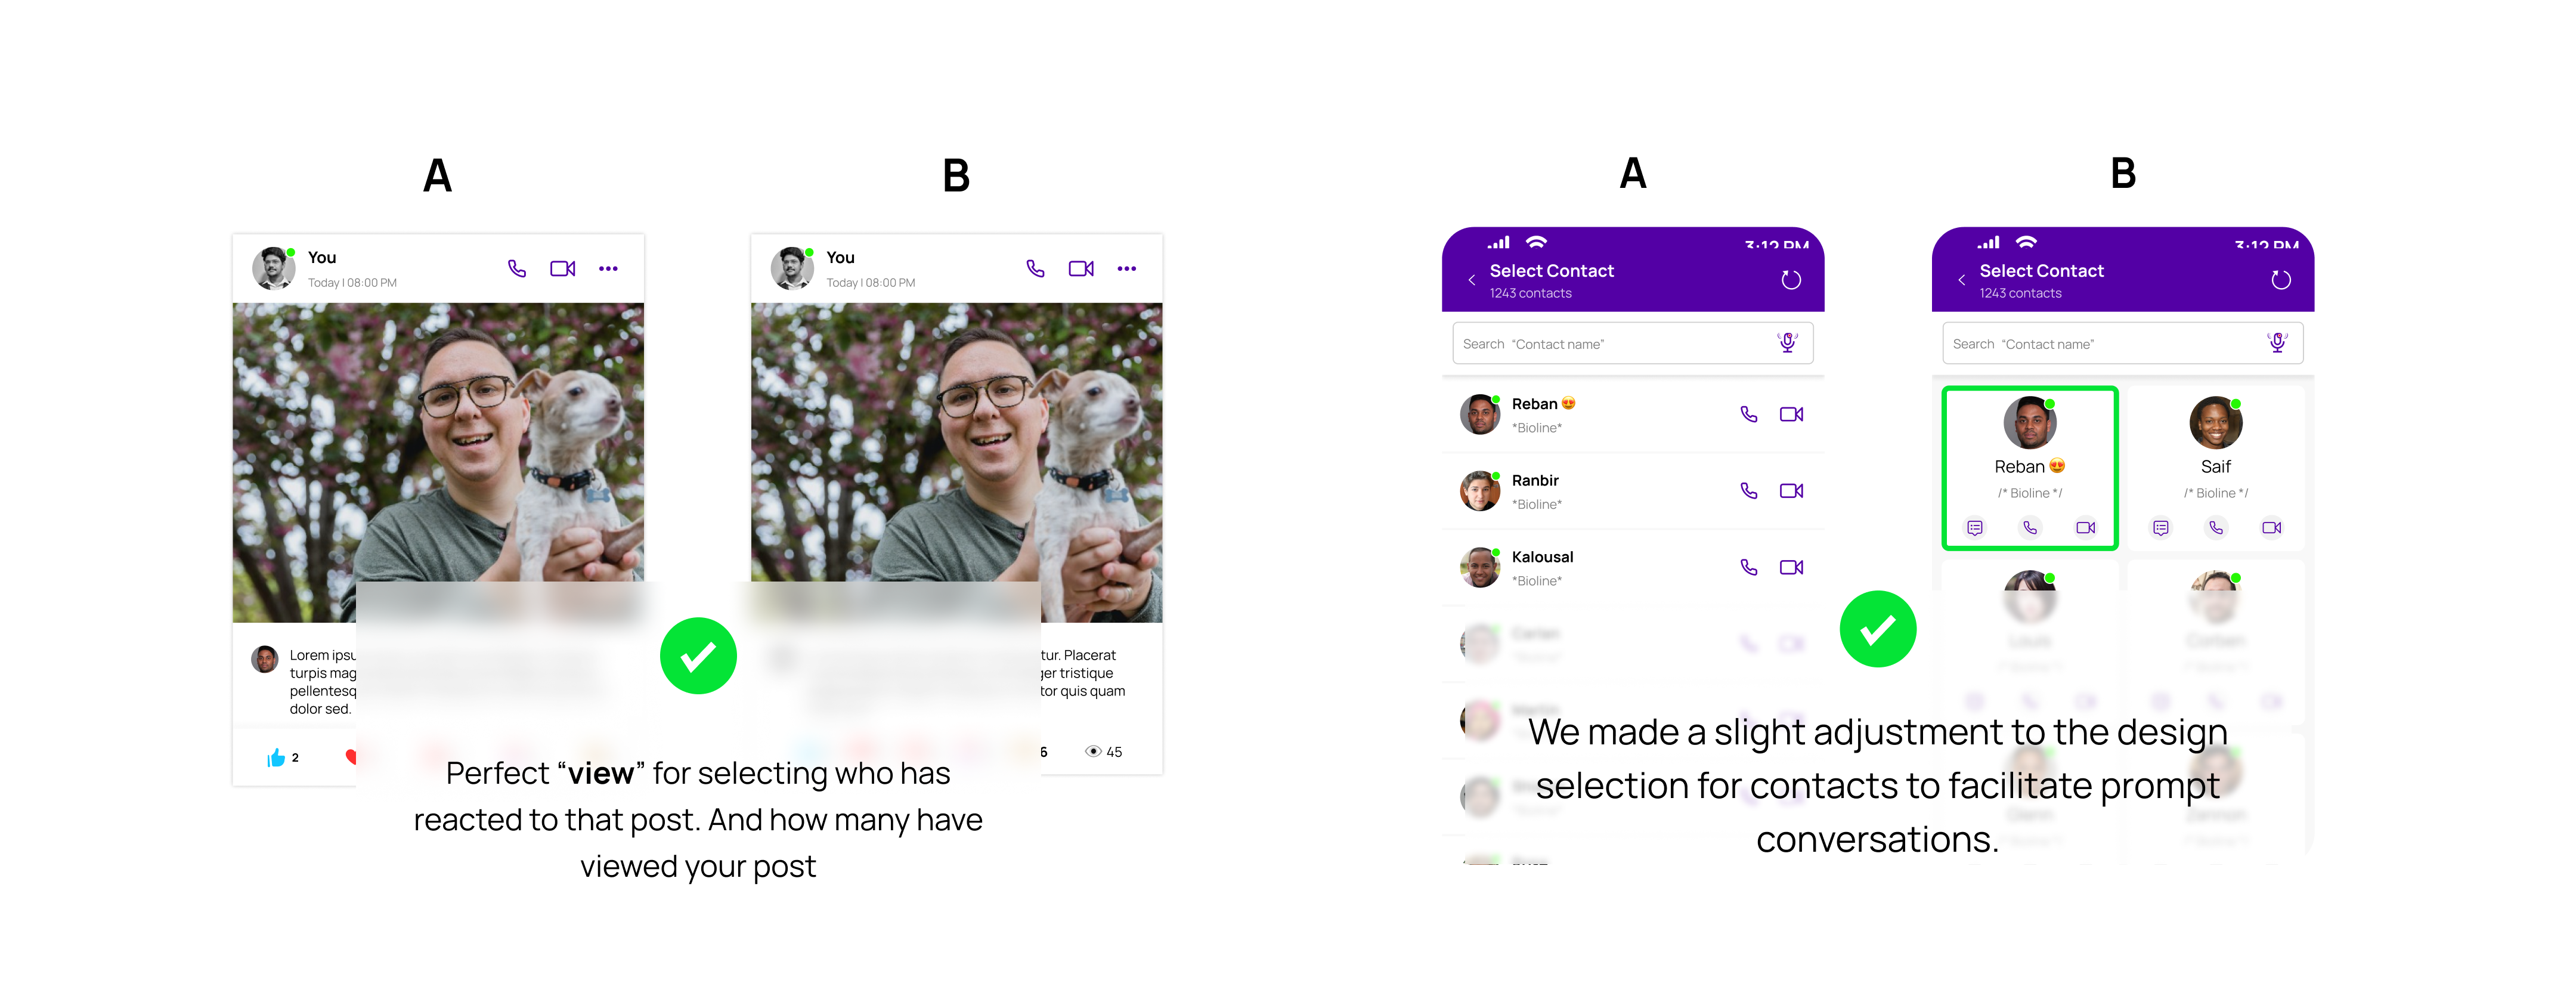 A
B
You
Today | 08:00 PM
You
Today | 08:00 PM
Lorem ipsu
turpis mag
pellentesq
dolor sed.
2
tur. Placerat
ger tristique
tor quis quam
6
45
Perfect “view” for selecting who has
reacted to that post. And how many have
viewed your post
A
B
3:12 PM
Select Contact
1243 contacts
Search “Contact name”
Reban 😍
*Bioline*
Ranbir
*Bioline*
Kalousal
*Bioline*
3:12 PM
Select Contact
1243 contacts
Search “Contact name”
Reban 😍
/* Bioline */
Saif
/* Bioline */
Louis
Corben
We made a slight adjustment to the design
selection for contacts to facilitate prompt
conversations.